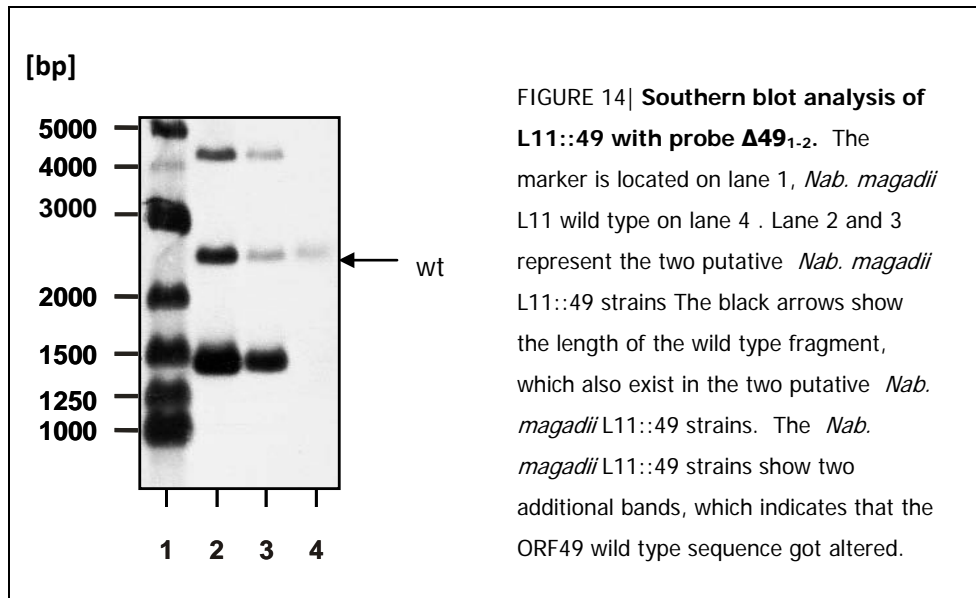 [bp]
5000
4000
3000
2000
1500
1250
1000
wt
1 2 3 4
FIGURE 14| Southern blot analysis of
L11::49 with probe Δ49₁₋₂. The
marker is located on lane 1, Nab. magadii
L11 wild type on lane 4 . Lane 2 and 3
represent the two putative Nab. magadii
L11::49 strains The black arrows show
the length of the wild type fragment,
which also exist in the two putative Nab.
magadii L11::49 strains. The Nab.
magadii L11::49 strains show two
additional bands, which indicates that the
ORF49 wild type sequence got altered.